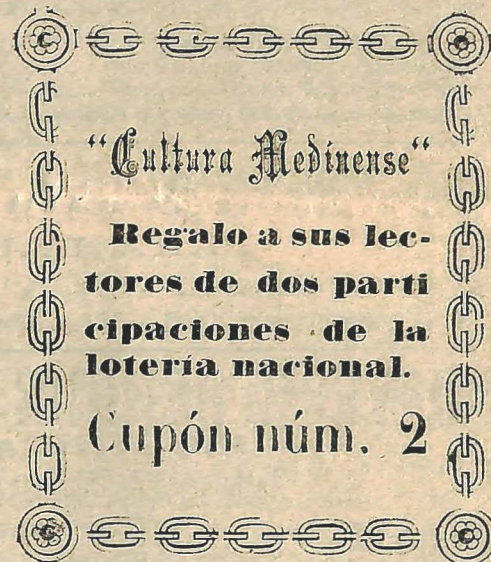 "Cultura Medinense"
Regalo a sus lec-
tores de dos parti
cipaciones de la
lotería nacional.
Cupón núm. 2